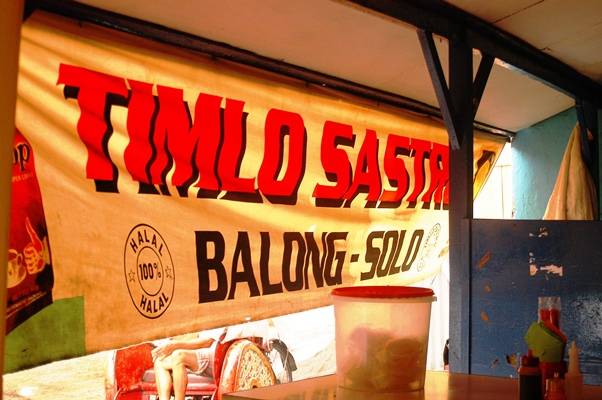 TIMLO SASTR
BALONG - SOLO
HALAL
100%
HALAL